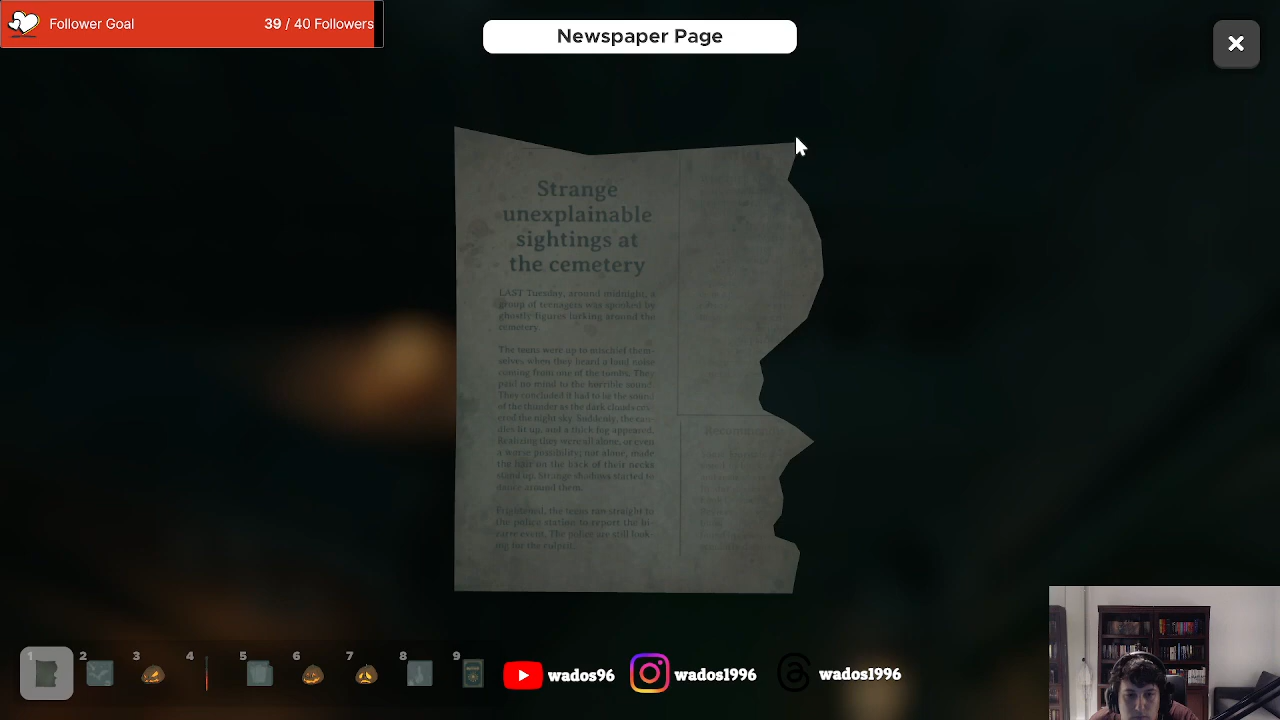 Follower Goal
39 / 40 Followers
Newspaper Page
Strange
unexplainable
sightings at
the cemetery
LAST Tuesday, around midnight, a
group of teenagers was spooked by
ghostly figures lurking around the
cemetery.
The teens were up to mischief them-
selves when they heard a loud noise
coming from one of the tombs. They
paid no mind to the horrible sound.
They concluded it had to be the sound
of the thunder as the dark clouds cov-
ered the night sky. Suddenly, the can-
dles lit up, and a thick fog appeared.
Realizing they were all alone, or even
a worse possibility; not alone, made
the hair on the back of their necks
stand up. Strange shadows started to
dance around them.
Frightened, the teens ran straight to
the police station to report the bi-
zarre event. The police are still look-
ing for the culprit.
1 2 3 4 5 6 7 8 9
wados96
wados1996
wados1996